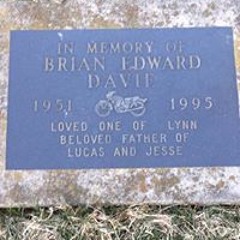 IN MEMORY OF
BRIAN EDWARD
DAVIE
1951 1995
LOVED ONE OF LYNN
BELOVED FATHER OF
LUCAS AND JESSE